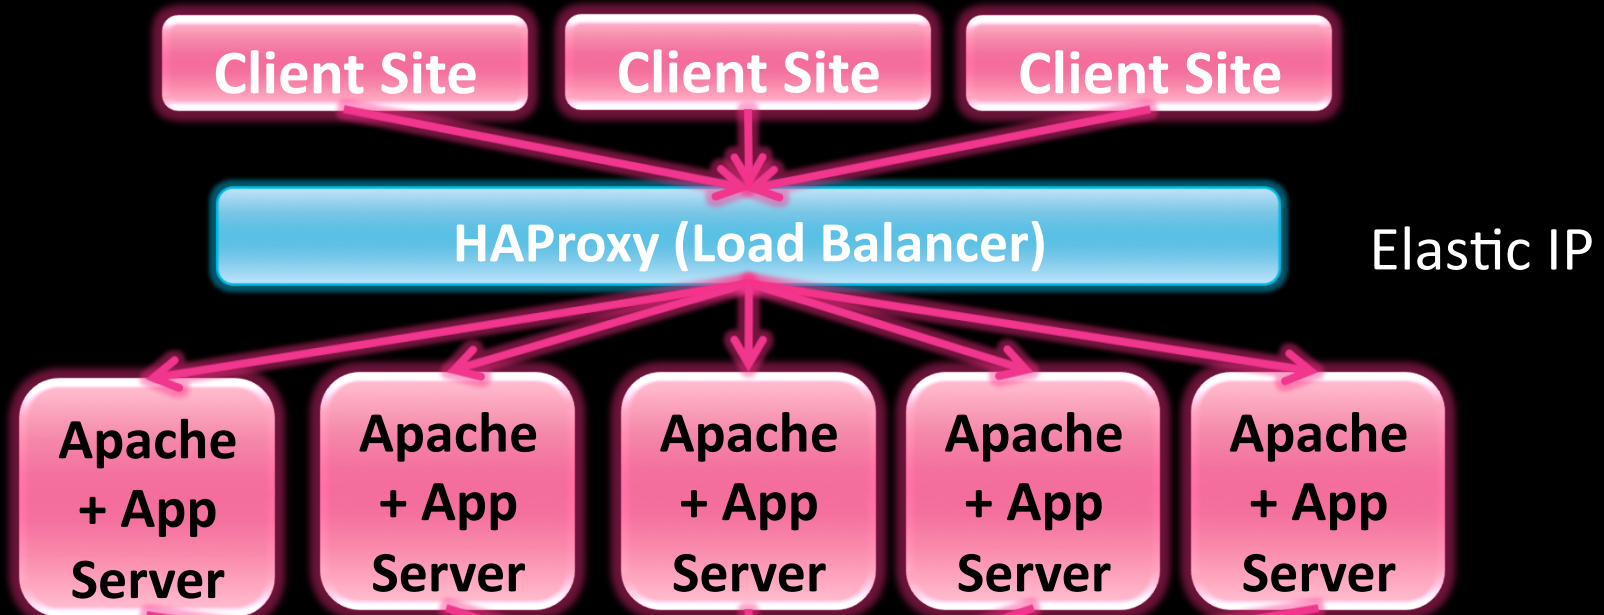 Client Site
Client Site
Client Site
HAProxy (Load Balancer)
Elastic IP
Apache
+ App
Server
Apache
+ App
Server
Apache
+ App
Server
Apache
+ App
Server
Apache
+ App
Server